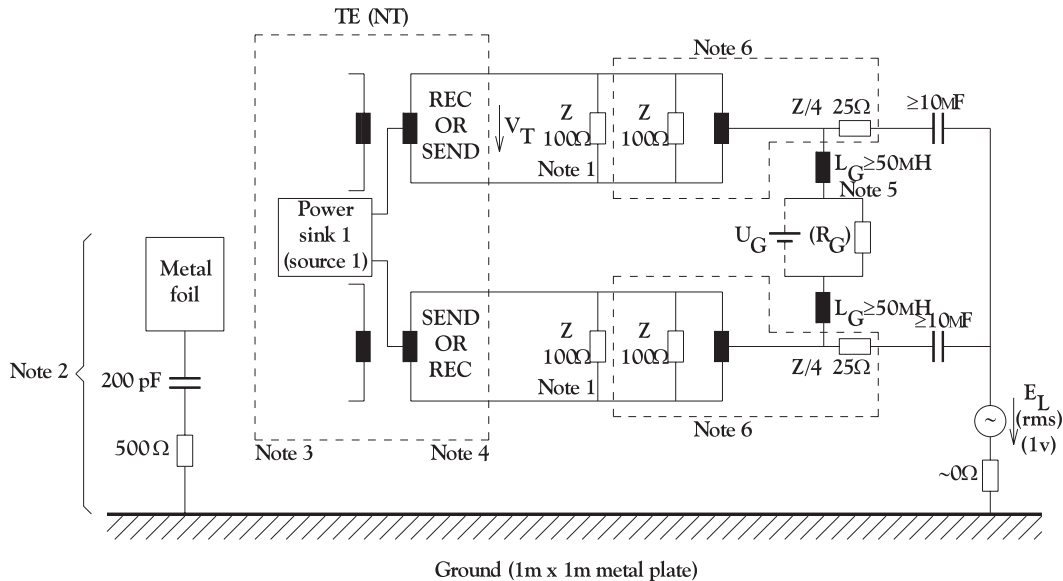 TE (NT)
Note 6
REC
OR
SEND
V_T
Z
100Ω
Note 1
Z
100Ω
Z/4 25Ω
≥10MF
L_G≥50MH
Note 5
Power
sink 1
(source 1)
U_G
(R_G)
Metal
foil
L_G≥50MH
≥10MF
SEND
OR
REC
Z
100Ω
Note 1
Z
100Ω
Z/4 25Ω
Note 2
200 pF
500Ω
Note 3
Note 4
Note 6
E_L
(rms)
(1v)
~
~0Ω
Ground (1m x 1m metal plate)